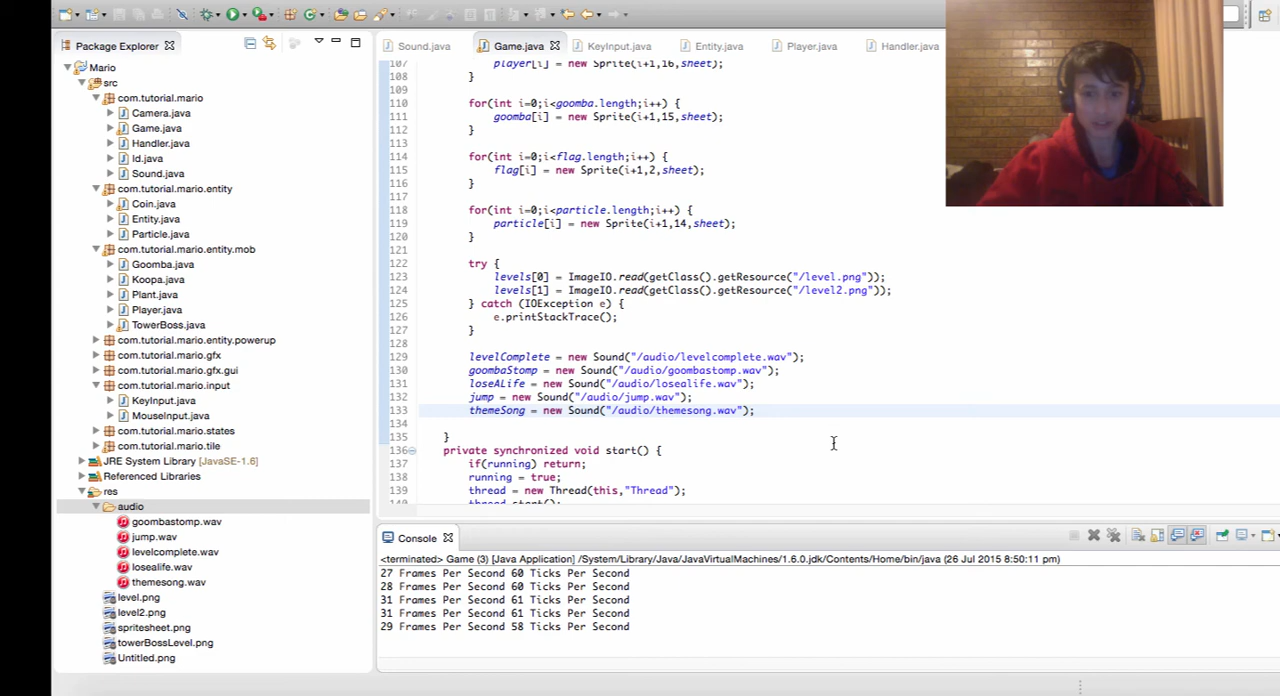 Package Explorer
Mario
src
com.tutorial.mario
Camera.java
Game.java
Handler.java
Id.java
Sound.java
com.tutorial.mario.entity
Coin.java
Entity.java
Particle.java
com.tutorial.mario.entity.mob
Goomba.java
Koopa.java
Plant.java
Player.java
TowerBoss.java
com.tutorial.mario.entity.powerup
com.tutorial.mario.gfx
com.tutorial.mario.gfx.gui
com.tutorial.mario.input
KeyInput.java
MouseInput.java
com.tutorial.mario.states
com.tutorial.mario.tile
JRE System Library [JavaSE-1.6]
Referenced Libraries
res
audio
goombastomp.wav
jump.wav
levelcomplete.wav
losealife.wav
themesong.wav
level.png
level2.png
spritesheet.png
towerBossLevel.png
Untitled.png
Sound.java Game.java KeyInput.java Entity.java Player.java Handler.java
107 player[i] = new Sprite(i+1,16,sheet);
108 }
109
110 for(int i=0;i<goomba.length;i++) {
111 goomba[i] = new Sprite(i+1,15,sheet);
112 }
113
114 for(int i=0;i<flag.length;i++) {
115 flag[i] = new Sprite(i+1,2,sheet);
116 }
117
118 for(int i=0;i<particle.length;i++) {
119 particle[i] = new Sprite(i+1,14,sheet);
120 }
121
122 try {
123 levels[0] = ImageIO.read(getClass().getResource("/level.png"));
124 levels[1] = ImageIO.read(getClass().getResource("/level2.png"));
125 } catch (IOException e) {
126 e.printStackTrace();
127 }
128
129 levelComplete = new Sound("/audio/levelcomplete.wav");
130 goombaStomp = new Sound("/audio/goombastomp.wav");
131 loseALife = new Sound("/audio/losealife.wav");
132 jump = new Sound("/audio/jump.wav");
133 themeSong = new Sound("/audio/themesong.wav");
134
135 }
136 private synchronized void start() {
137 if(running) return;
138 running = true;
139 thread = new Thread(this,"Thread");
140 thread.start();
Console
<terminated> Game (3) [Java Application] /System/Library/Java/JavaVirtualMachines/1.6.0.jdk/Contents/Home/bin/java (26 Jul 2015 8:50:11 pm)
27 Frames Per Second 60 Ticks Per Second
28 Frames Per Second 60 Ticks Per Second
31 Frames Per Second 61 Ticks Per Second
31 Frames Per Second 61 Ticks Per Second
29 Frames Per Second 58 Ticks Per Second